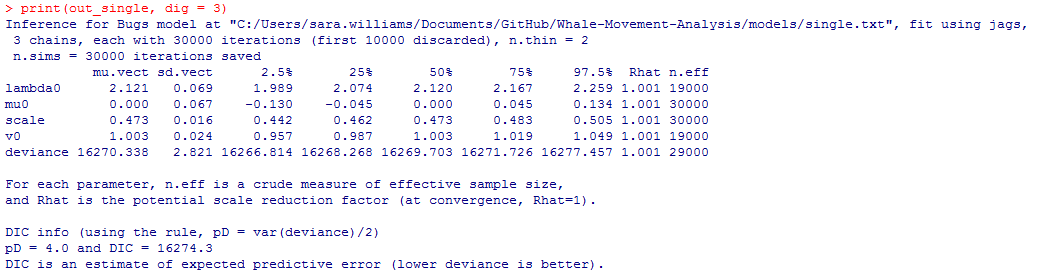 > print(out_single, dig = 3)
Inference for Bugs model at "C:/Users/sara.williams/Documents/GitHub/Whale-Movement-Analysis/models/single.txt", fit using jags,
 3 chains, each with 30000 iterations (first 10000 discarded), n.thin = 2
 n.sims = 30000 iterations saved
           mu.vect sd.vect      2.5%       25%       50%       75%     97.5%  Rhat n.eff
lambda0      2.121   0.069     1.989     2.074     2.120     2.167     2.259 1.001 19000
mu0          0.000   0.067    -0.130    -0.045     0.000     0.045     0.134 1.001 30000
scale        0.473   0.016     0.442     0.462     0.473     0.483     0.505 1.001 30000
v0           1.003   0.024     0.957     0.987     1.003     1.019     1.049 1.001 19000
deviance 16270.338   2.821 16266.814 16268.268 16269.703 16271.726 16277.457 1.001 29000

For each parameter, n.eff is a crude measure of effective sample size,
and Rhat is the potential scale reduction factor (at convergence, Rhat=1).

DIC info (using the rule, pD = var(deviance)/2)
pD = 4.0 and DIC = 16274.3
DIC is an estimate of expected predictive error (lower deviance is better).